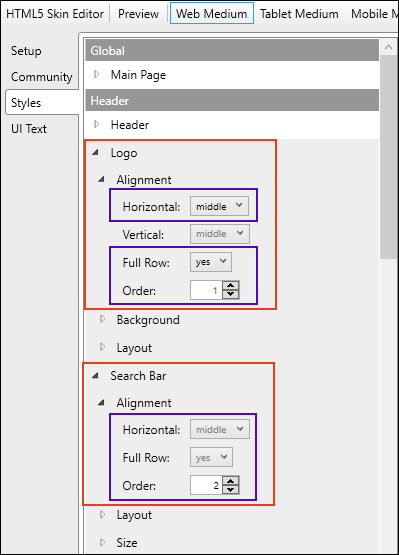 HTML5 Skin Editor Preview Web Medium Tablet Medium Mobile M
Setup
Community
Styles
UI Text
Global
Main Page
Header
Header
Logo
Alignment
Horizontal: middle
Vertical: middle
Full Row: yes
Order: 1
Background
Layout
Search Bar
Alignment
Horizontal: middle
Full Row: yes
Order: 2
Layout
Size